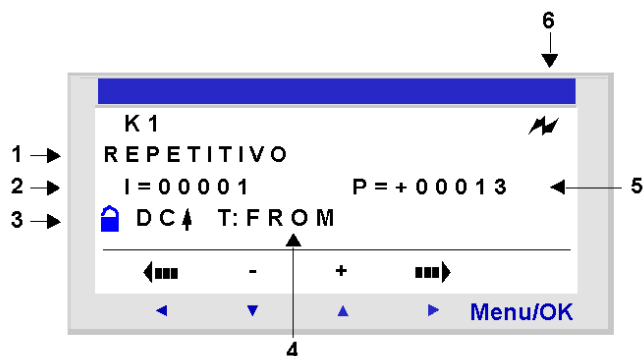 6
K1
1 REPETITIVO
2 I=00001 P=+00013 5
3 DC T:FROM
- +
Menu/OK
4